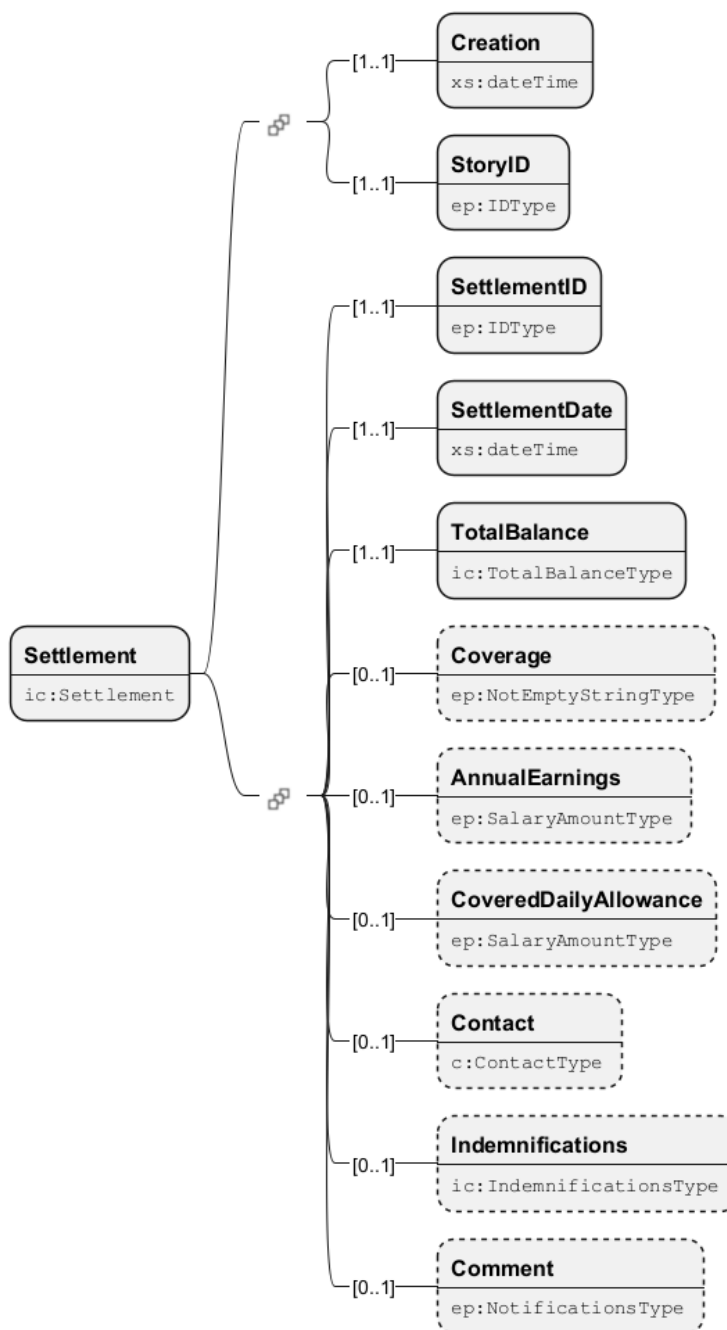 Creation
[1..1]
xs:dateTime
StoryID
[1..1]
ep:IDType
SettlementID
[1..1]
ep:IDType
SettlementDate
[1..1]
xs:dateTime
TotalBalance
[1..1]
ic:TotalBalanceType
Settlement
ic:Settlement
Coverage
[0..1]
ep:NotEmptyStringType
AnnualEarnings
[0..1]
ep:SalaryAmountType
CoveredDailyAllowance
[0..1]
ep:SalaryAmountType
Contact
[0..1]
c:ContactType
Indemnifications
[0..1]
ic:IndemnificationsType
Comment
[0..1]
ep:NotificationsType